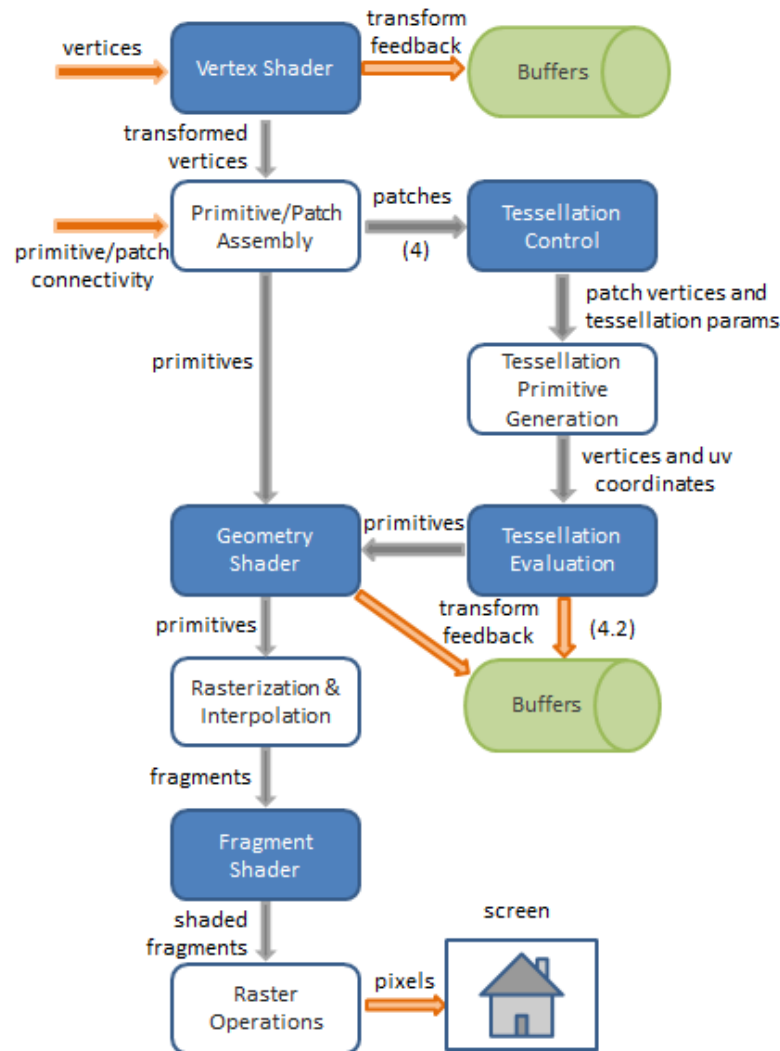 vertices
Vertex Shader
transform
feedback
Buffers
transformed
vertices
primitive/patch
connectivity
Primitive/Patch
Assembly
patches
(4)
Tessellation
Control
patch vertices and
tessellation params
primitives
Tessellation
Primitive
Generation
vertices and uv
coordinates
Geometry
Shader
primitives
Tessellation
Evaluation
primitives
transform
feedback
(4.2)
Rasterization &
Interpolation
Buffers
fragments
Fragment
Shader
shaded
fragments
screen
Raster
Operations
pixels